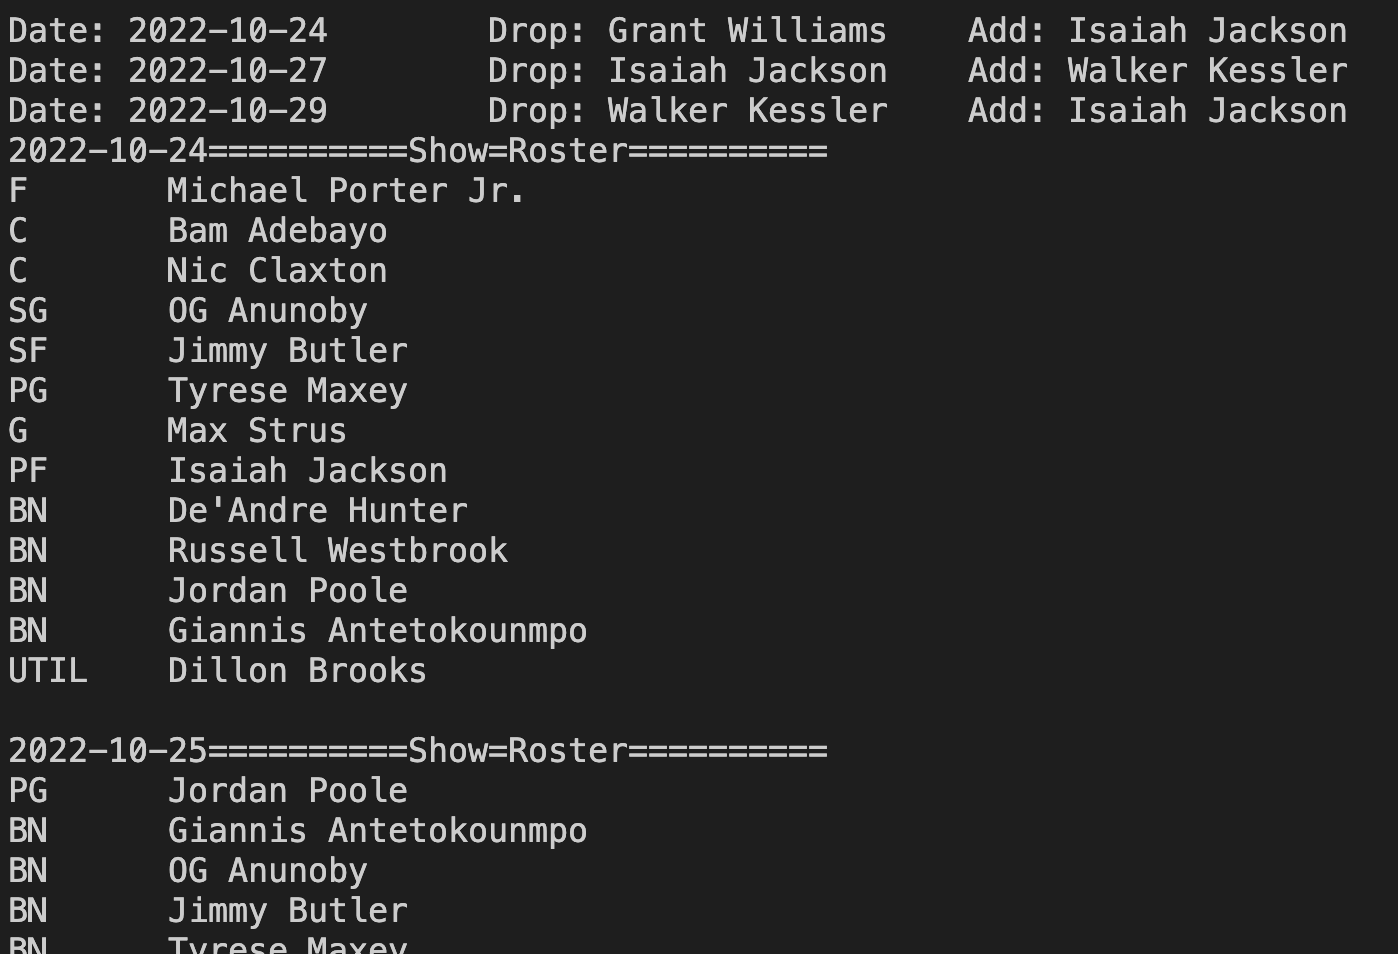 Date: 2022-10-24        Drop: Grant Williams    Add: Isaiah Jackson
Date: 2022-10-27        Drop: Isaiah Jackson    Add: Walker Kessler
Date: 2022-10-29        Drop: Walker Kessler    Add: Isaiah Jackson
2022-10-24==========Show=Roster==========
F       Michael Porter Jr.
C       Bam Adebayo
C       Nic Claxton
SG      OG Anunoby
SF      Jimmy Butler
PG      Tyrese Maxey
G       Max Strus
PF      Isaiah Jackson
BN      De'Andre Hunter
BN      Russell Westbrook
BN      Jordan Poole
BN      Giannis Antetokounmpo
UTIL    Dillon Brooks

2022-10-25==========Show=Roster==========
PG      Jordan Poole
BN      Giannis Antetokounmpo
BN      OG Anunoby
BN      Jimmy Butler
BN      Tyrese Maxey